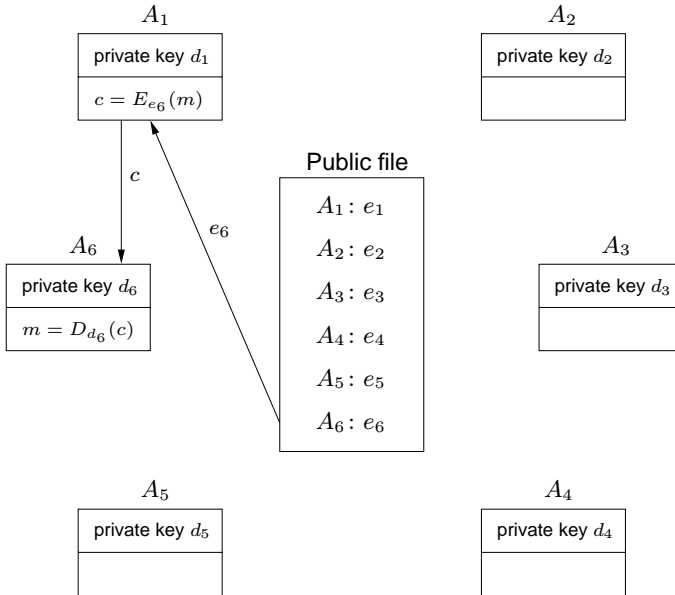 A₁
private key d₁
c = E_{e₆}(m)
A₂
private key d₂
c
e₆
Public file
A₁: e₁
A₂: e₂
A₃: e₃
A₄: e₄
A₅: e₅
A₆: e₆
A₆
private key d₆
m = D_{d₆}(c)
A₃
private key d₃
A₅
private key d₅
A₄
private key d₄